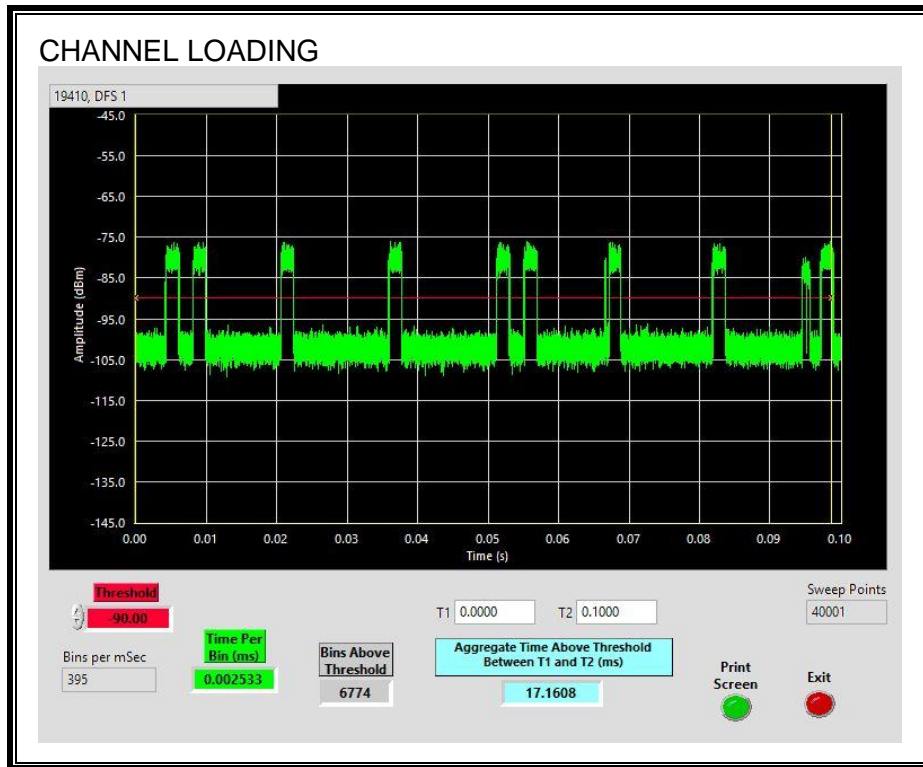 CHANNEL LOADING
19410, DFS 1
-45.0
-55.0
-65.0
-75.0
-85.0
-95.0
-105.0
-115.0
-125.0
-135.0
-145.0
Amplitude (dBm)
0.00 0.01 0.02 0.03 0.04 0.05 0.06 0.07 0.08 0.09 0.10
Time (s)
Threshold
-90.00
Bins per mSec
395
Time Per
Bin (ms)
0.002533
Bins Above
Threshold
6774
T1 0.0000 T2 0.1000
Aggregate Time Above Threshold
Between T1 and T2 (ms)
17.1608
Sweep Points
40001
Print
Screen
Exit